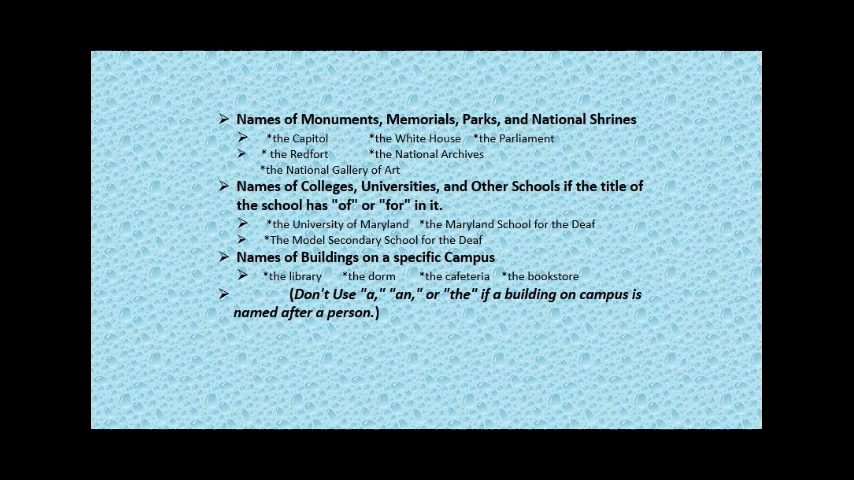 Names of Monuments, Memorials, Parks, and National Shrines
*the Capitol *the White House *the Parliament
* the Redfort *the National Archives
*the National Gallery of Art
Names of Colleges, Universities, and Other Schools if the title of
the school has "of" or "for" in it.
*the University of Maryland *the Maryland School for the Deaf
*The Model Secondary School for the Deaf
Names of Buildings on a specific Campus
*the library *the dorm *the cafeteria *the bookstore
(Don't Use "a," "an," or "the" if a building on campus is
named after a person.)